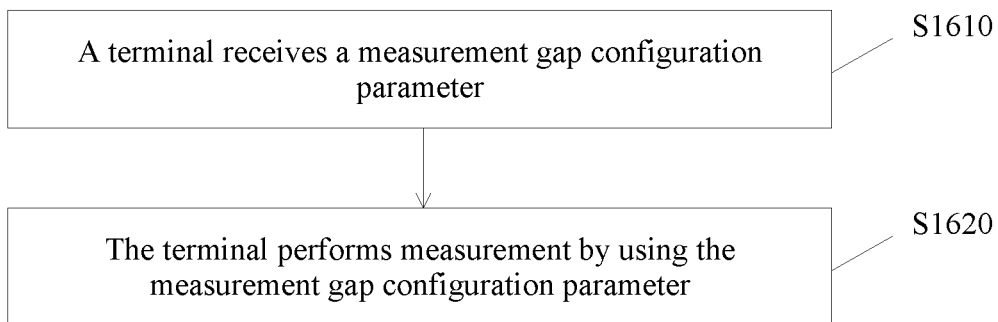 S1610
A terminal receives a measurement gap configuration
parameter
S1620
The terminal performs measurement by using the
measurement gap configuration parameter